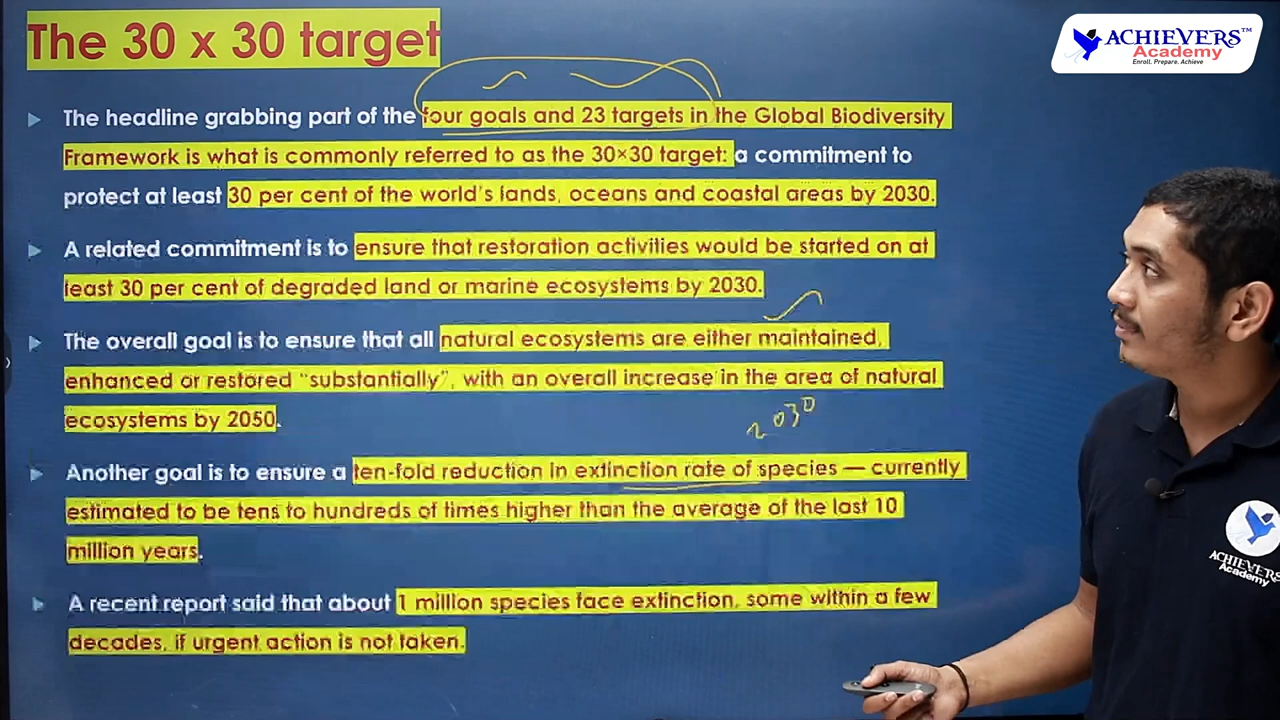 The 30 x 30 target
ACHIEVERS™
Academy
Enroll. Prepare. Achieve
The headline grabbing part of the four goals and 23 targets in the Global Biodiversity
Framework is what is commonly referred to as the 30×30 target: a commitment to
protect at least 30 per cent of the world's lands, oceans and coastal areas by 2030.
A related commitment is to ensure that restoration activities would be started on at
least 30 per cent of degraded land or marine ecosystems by 2030.
The overall goal is to ensure that all natural ecosystems are either maintained,
enhanced or restored "substantially", with an overall increase in the area of natural
ecosystems by 2050.
2030
Another goal is to ensure a ten-fold reduction in extinction rate of species — currently
estimated to be tens to hundreds of times higher than the average of the last 10
million years.
A recent report said that about 1 million species face extinction, some within a few
decades, if urgent action is not taken.
ACHIEVERS
Academy